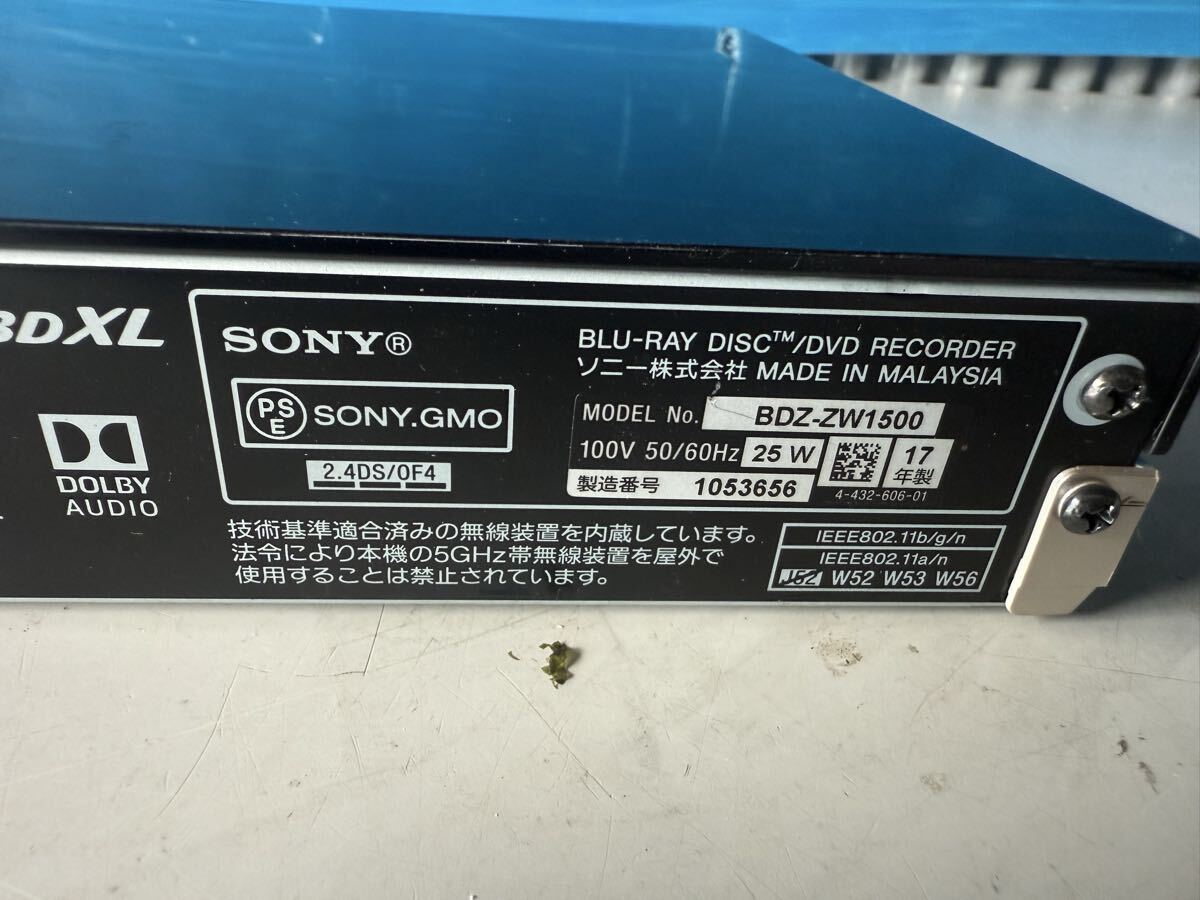 BDXL
DOLBY
AUDIO
SONY®
PS
E
SONY.GMO
2.4DS/OF4
BLU-RAY DISC™/DVD RECORDER
ソニー株式会社 MADE IN MALAYSIA
MODEL No. BDZ-ZW1500
100V 50/60Hz 25 W
17
年製
製造番号 1053656
4-432-606-01
技術基準適合済みの無線装置を内蔵しています。
法令により本機の5GHz帯無線装置を屋外で
使用することは禁止されています。
IEEE802.11b/g/n
IEEE802.11a/n
J52 W52 W53 W56